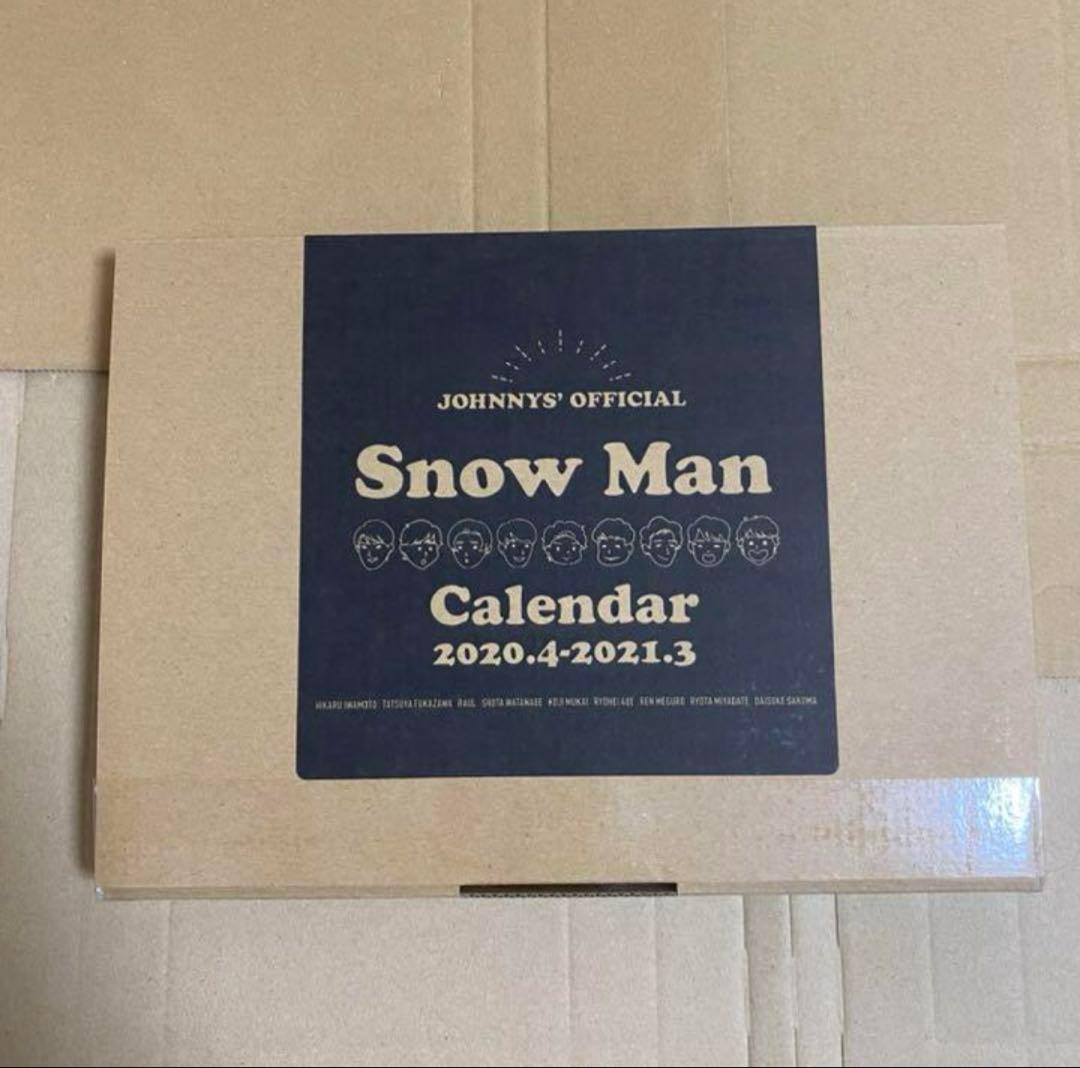 JOHNNYS' OFFICIAL
Snow Man
Calendar
2020.4-2021.3
HIKARU IWAMOTO TATSUYA FUKAZAWA RAUL SHOTA WATANABE KOJI MUKAI RYOHEI ABE REN MEGURO RYOTA MIYADATE DAISUKE SAKUMA